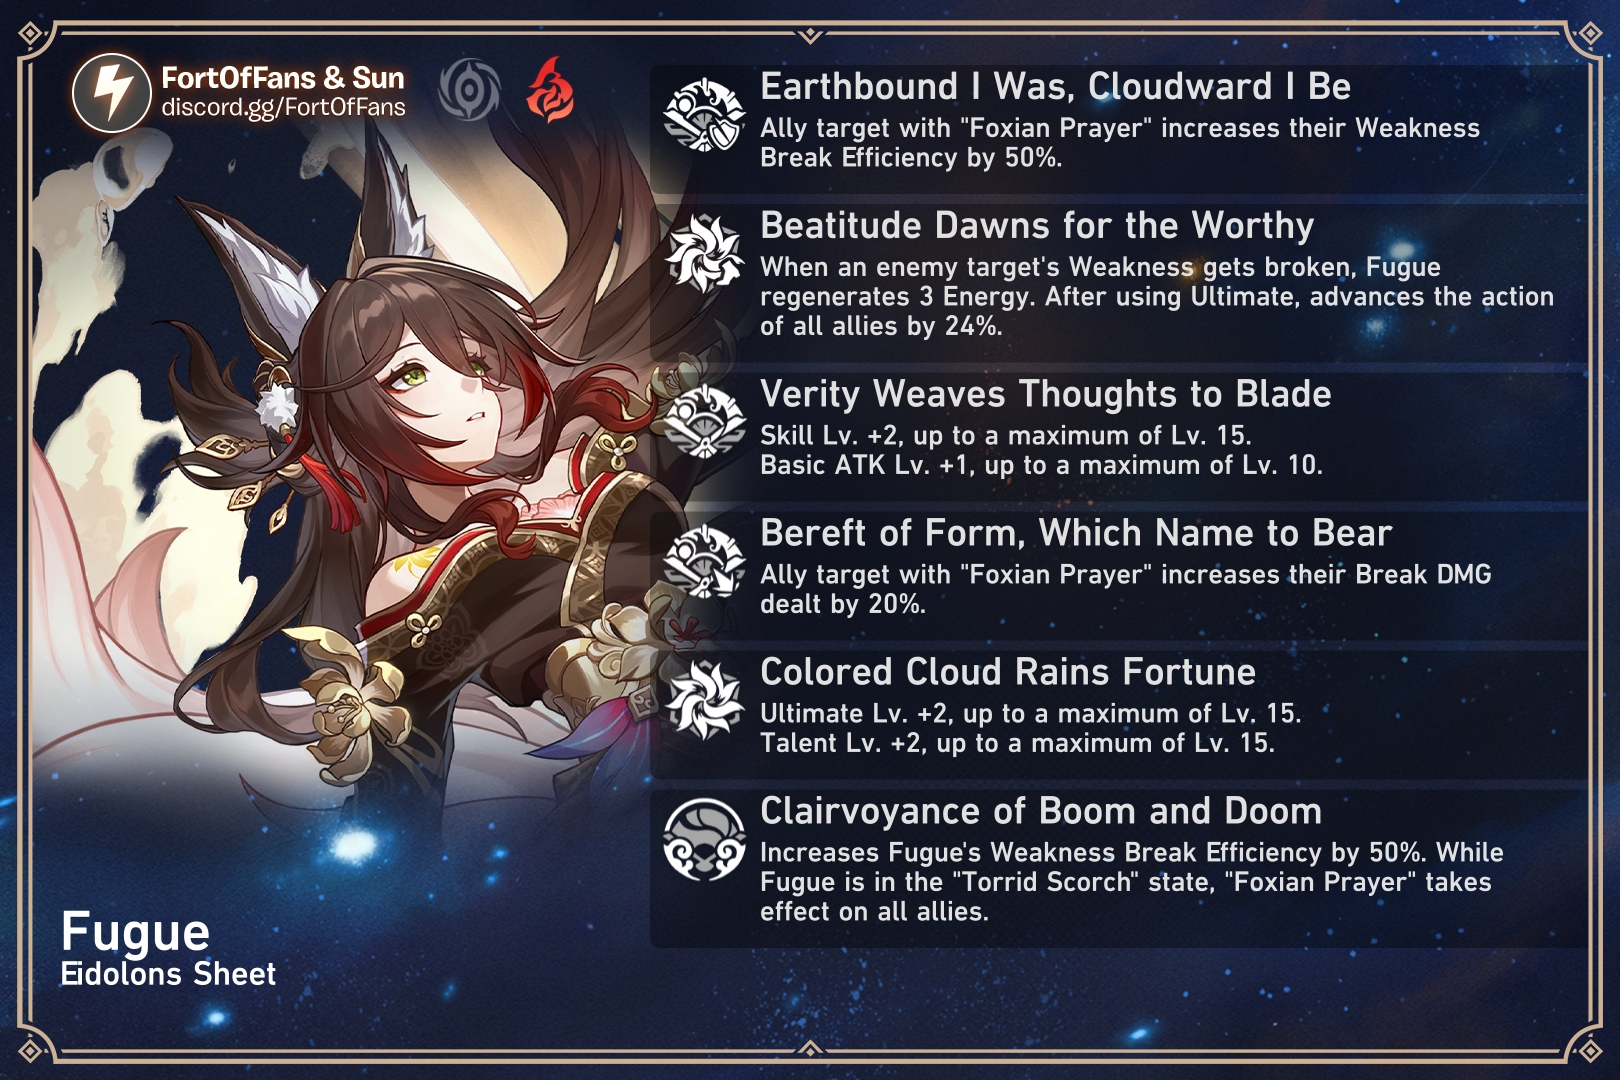 FortOfFans & Sun
discord.gg/FortOfFans
Earthbound I Was, Cloudward I Be
Ally target with "Foxian Prayer" increases their Weakness
Break Efficiency by 50%.
Beatitude Dawns for the Worthy
When an enemy target's Weakness gets broken, Fugue
regenerates 3 Energy. After using Ultimate, advances the action
of all allies by 24%.
Verity Weaves Thoughts to Blade
Skill Lv. +2, up to a maximum of Lv. 15.
Basic ATK Lv. +1, up to a maximum of Lv. 10.
Bereft of Form, Which Name to Bear
Ally target with "Foxian Prayer" increases their Break DMG
dealt by 20%.
Colored Cloud Rains Fortune
Ultimate Lv. +2, up to a maximum of Lv. 15.
Talent Lv. +2, up to a maximum of Lv. 15.
Clairvoyance of Boom and Doom
Increases Fugue's Weakness Break Efficiency by 50%. While
Fugue is in the "Torrid Scorch" state, "Foxian Prayer" takes
effect on all allies.
Fugue
Eidolons Sheet